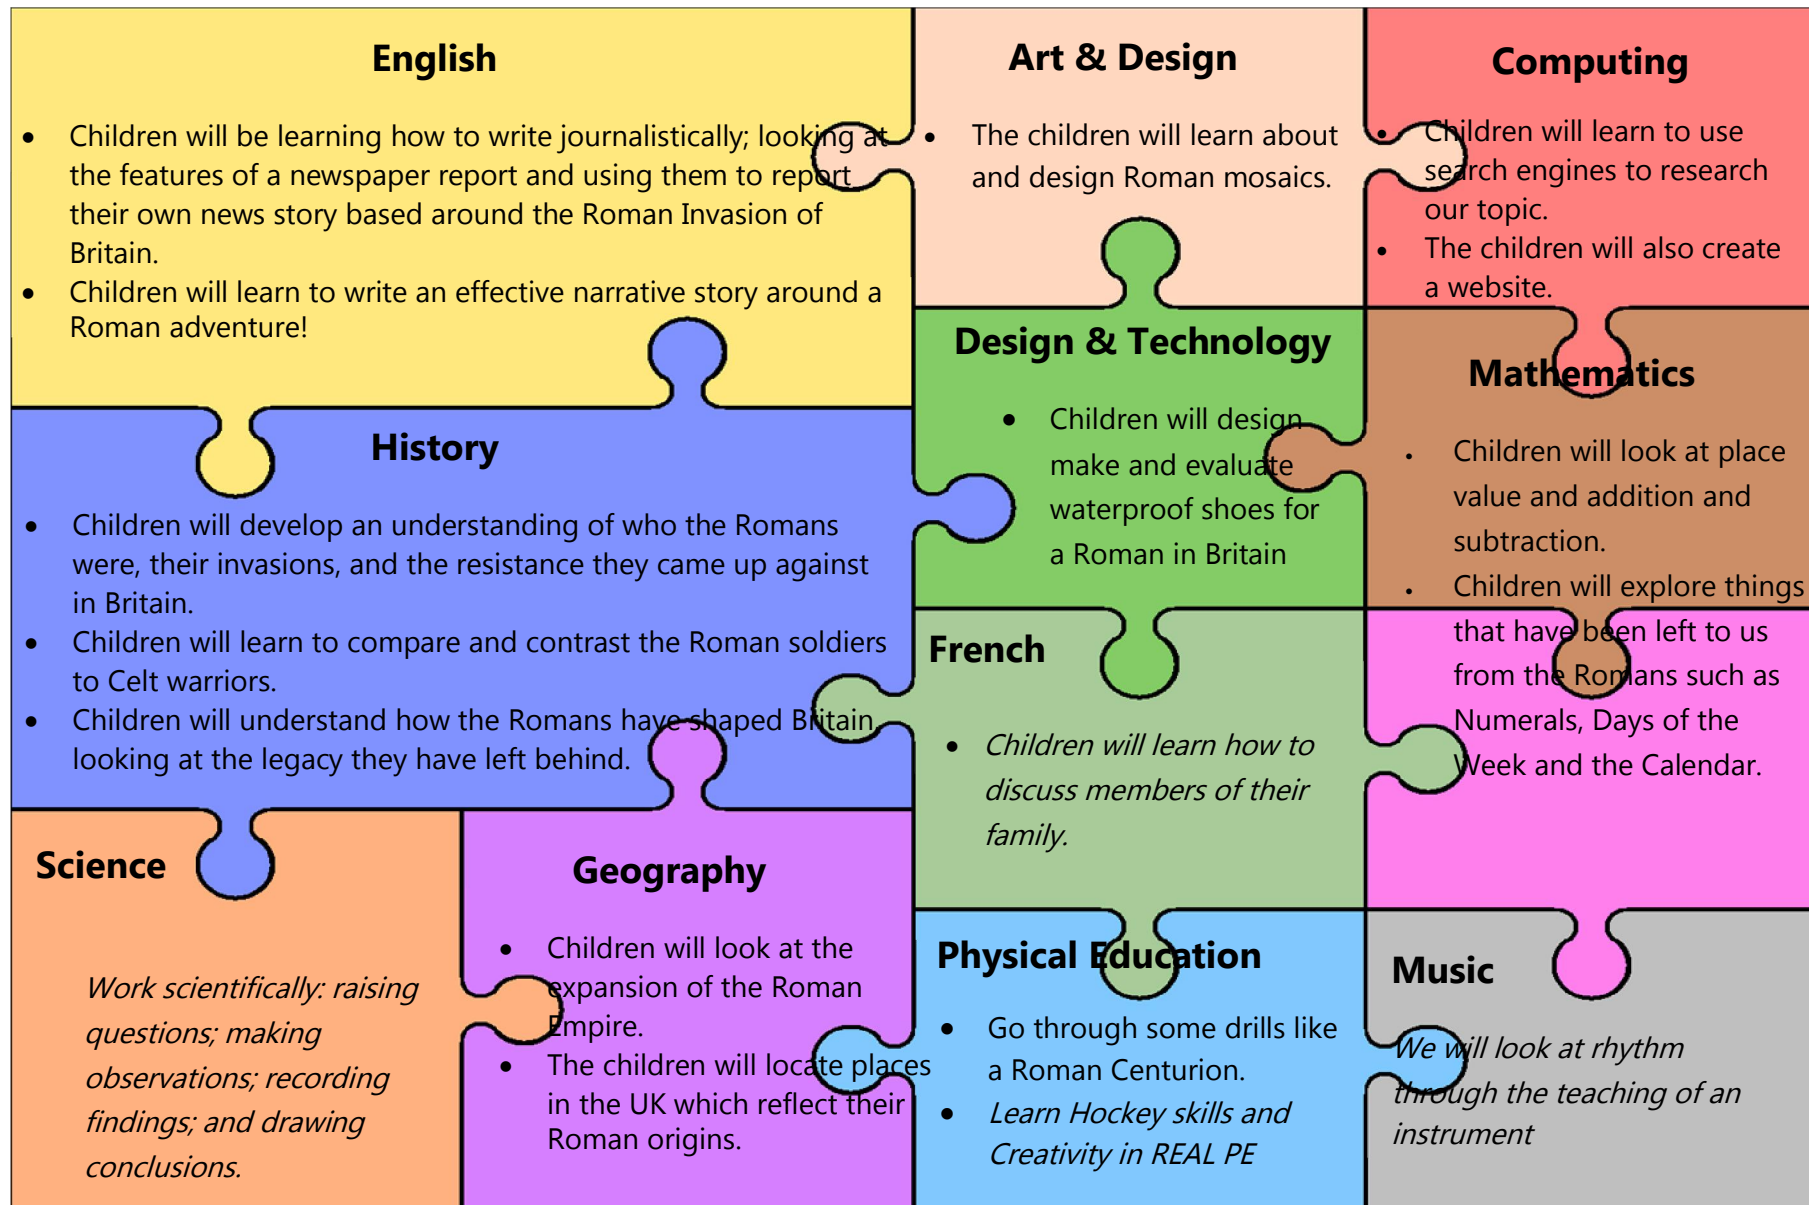 English
• Children will be learning how to write journalistically; looking at
the features of a newspaper report and using them to report
their own news story based around the Roman Invasion of
Britain.
• Children will learn to write an effective narrative story around a
Roman adventure!
Art & Design
• The children will learn about
and design Roman mosaics.
Computing
• Children will learn to use
search engines to research
our topic.
• The children will also create
a website.
History
• Children will develop an understanding of who the Romans
were, their invasions, and the resistance they came up against
in Britain.
• Children will learn to compare and contrast the Roman soldiers
to Celt warriors.
• Children will understand how the Romans have shaped Britain,
looking at the legacy they have left behind.
Design & Technology
• Children will design
make and evaluate
waterproof shoes for
a Roman in Britain
Mathematics
• Children will look at place
value and addition and
subtraction.
• Children will explore things
that have been left to us
from the Romans such as
Numerals, Days of the
Week and the Calendar.
French
• Children will learn how to
discuss members of their
family.
Science
Work scientifically: raising
questions; making
observations; recording
findings; and drawing
conclusions.
Geography
• Children will look at the
expansion of the Roman
Empire.
• The children will locate places
in the UK which reflect their
Roman origins.
Physical Education
• Go through some drills like
a Roman Centurion.
• Learn Hockey skills and
Creativity in REAL PE
Music
We will look at rhythm
through the teaching of an
instrument